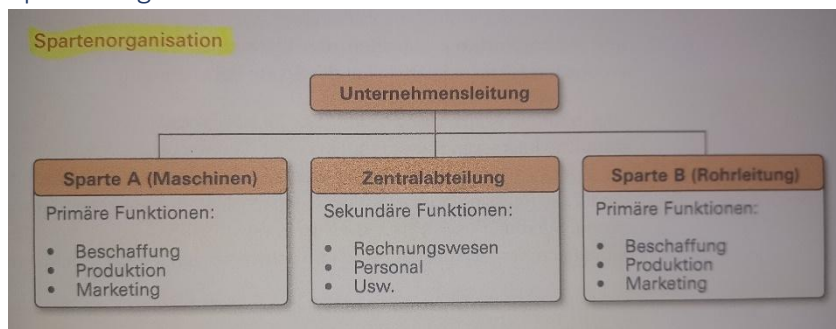 Spartenorganisation
Unternehmensleitung
Sparte A (Maschinen)
Primäre Funktionen:
• Beschaffung
• Produktion
• Marketing
Zentralabteilung
Sekundäre Funktionen:
• Rechnungswesen
• Personal
• Usw.
Sparte B (Rohrleitung)
Primäre Funktionen:
• Beschaffung
• Produktion
• Marketing